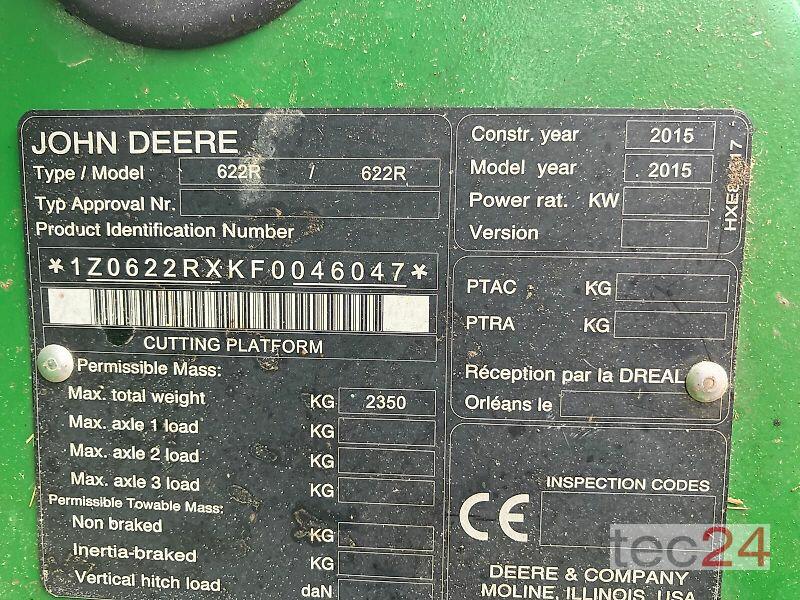 JOHN DEERE
Type / Model 622R / 622R
Typ Approval Nr.
Product Identification Number
*1Z0622RXKF0046047*
CUTTING PLATFORM
Permissible Mass:
Max. total weight KG 2350
Max. axle 1 load KG
Max. axle 2 load KG
Max. axle 3 load KG
Permissible Towable Mass:
Non braked KG
Inertia-braked KG
Vertical hitch load daN
Constr. year 2015
Model year 2015
Power rat. KW
Version
PTAC KG
PTRA KG
Réception par la DREAL
Orléans le
INSPECTION CODES
CE
DEERE & COMPANY
MOLINE, ILLINOIS, USA
tec24